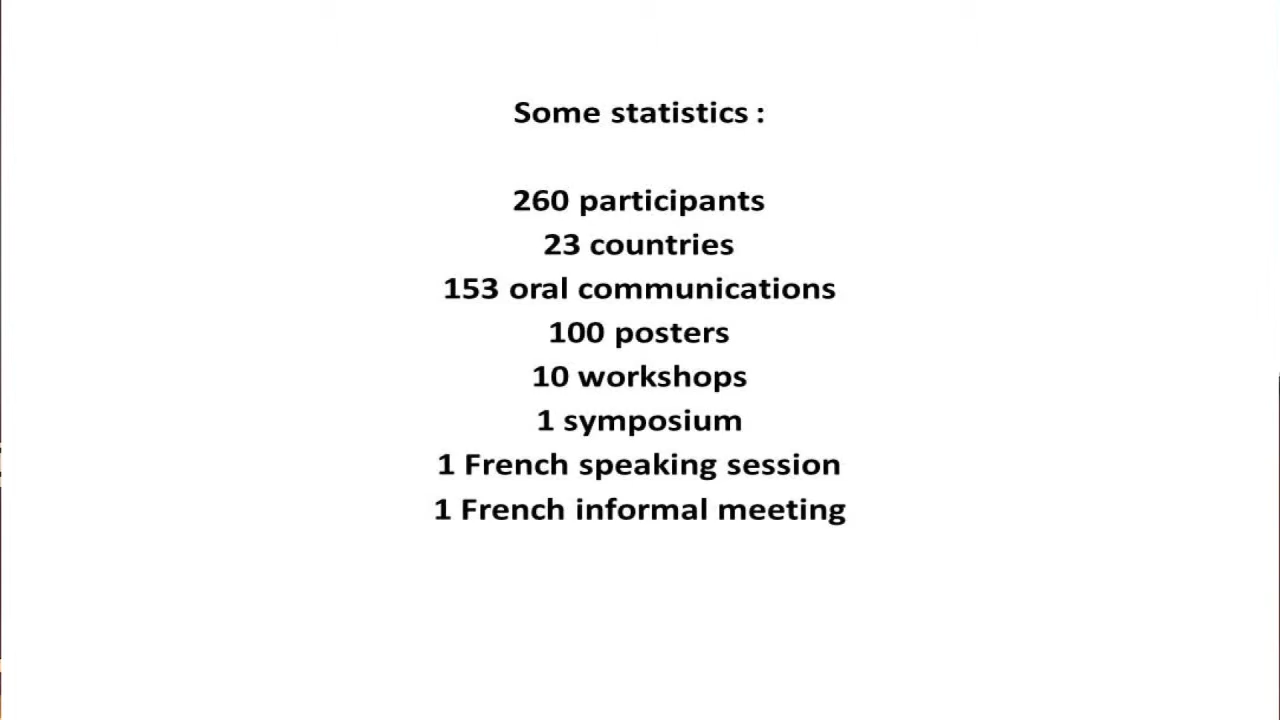 Some statistics :
260 participants
23 countries
153 oral communications
100 posters
10 workshops
1 symposium
1 French speaking session
1 French informal meeting